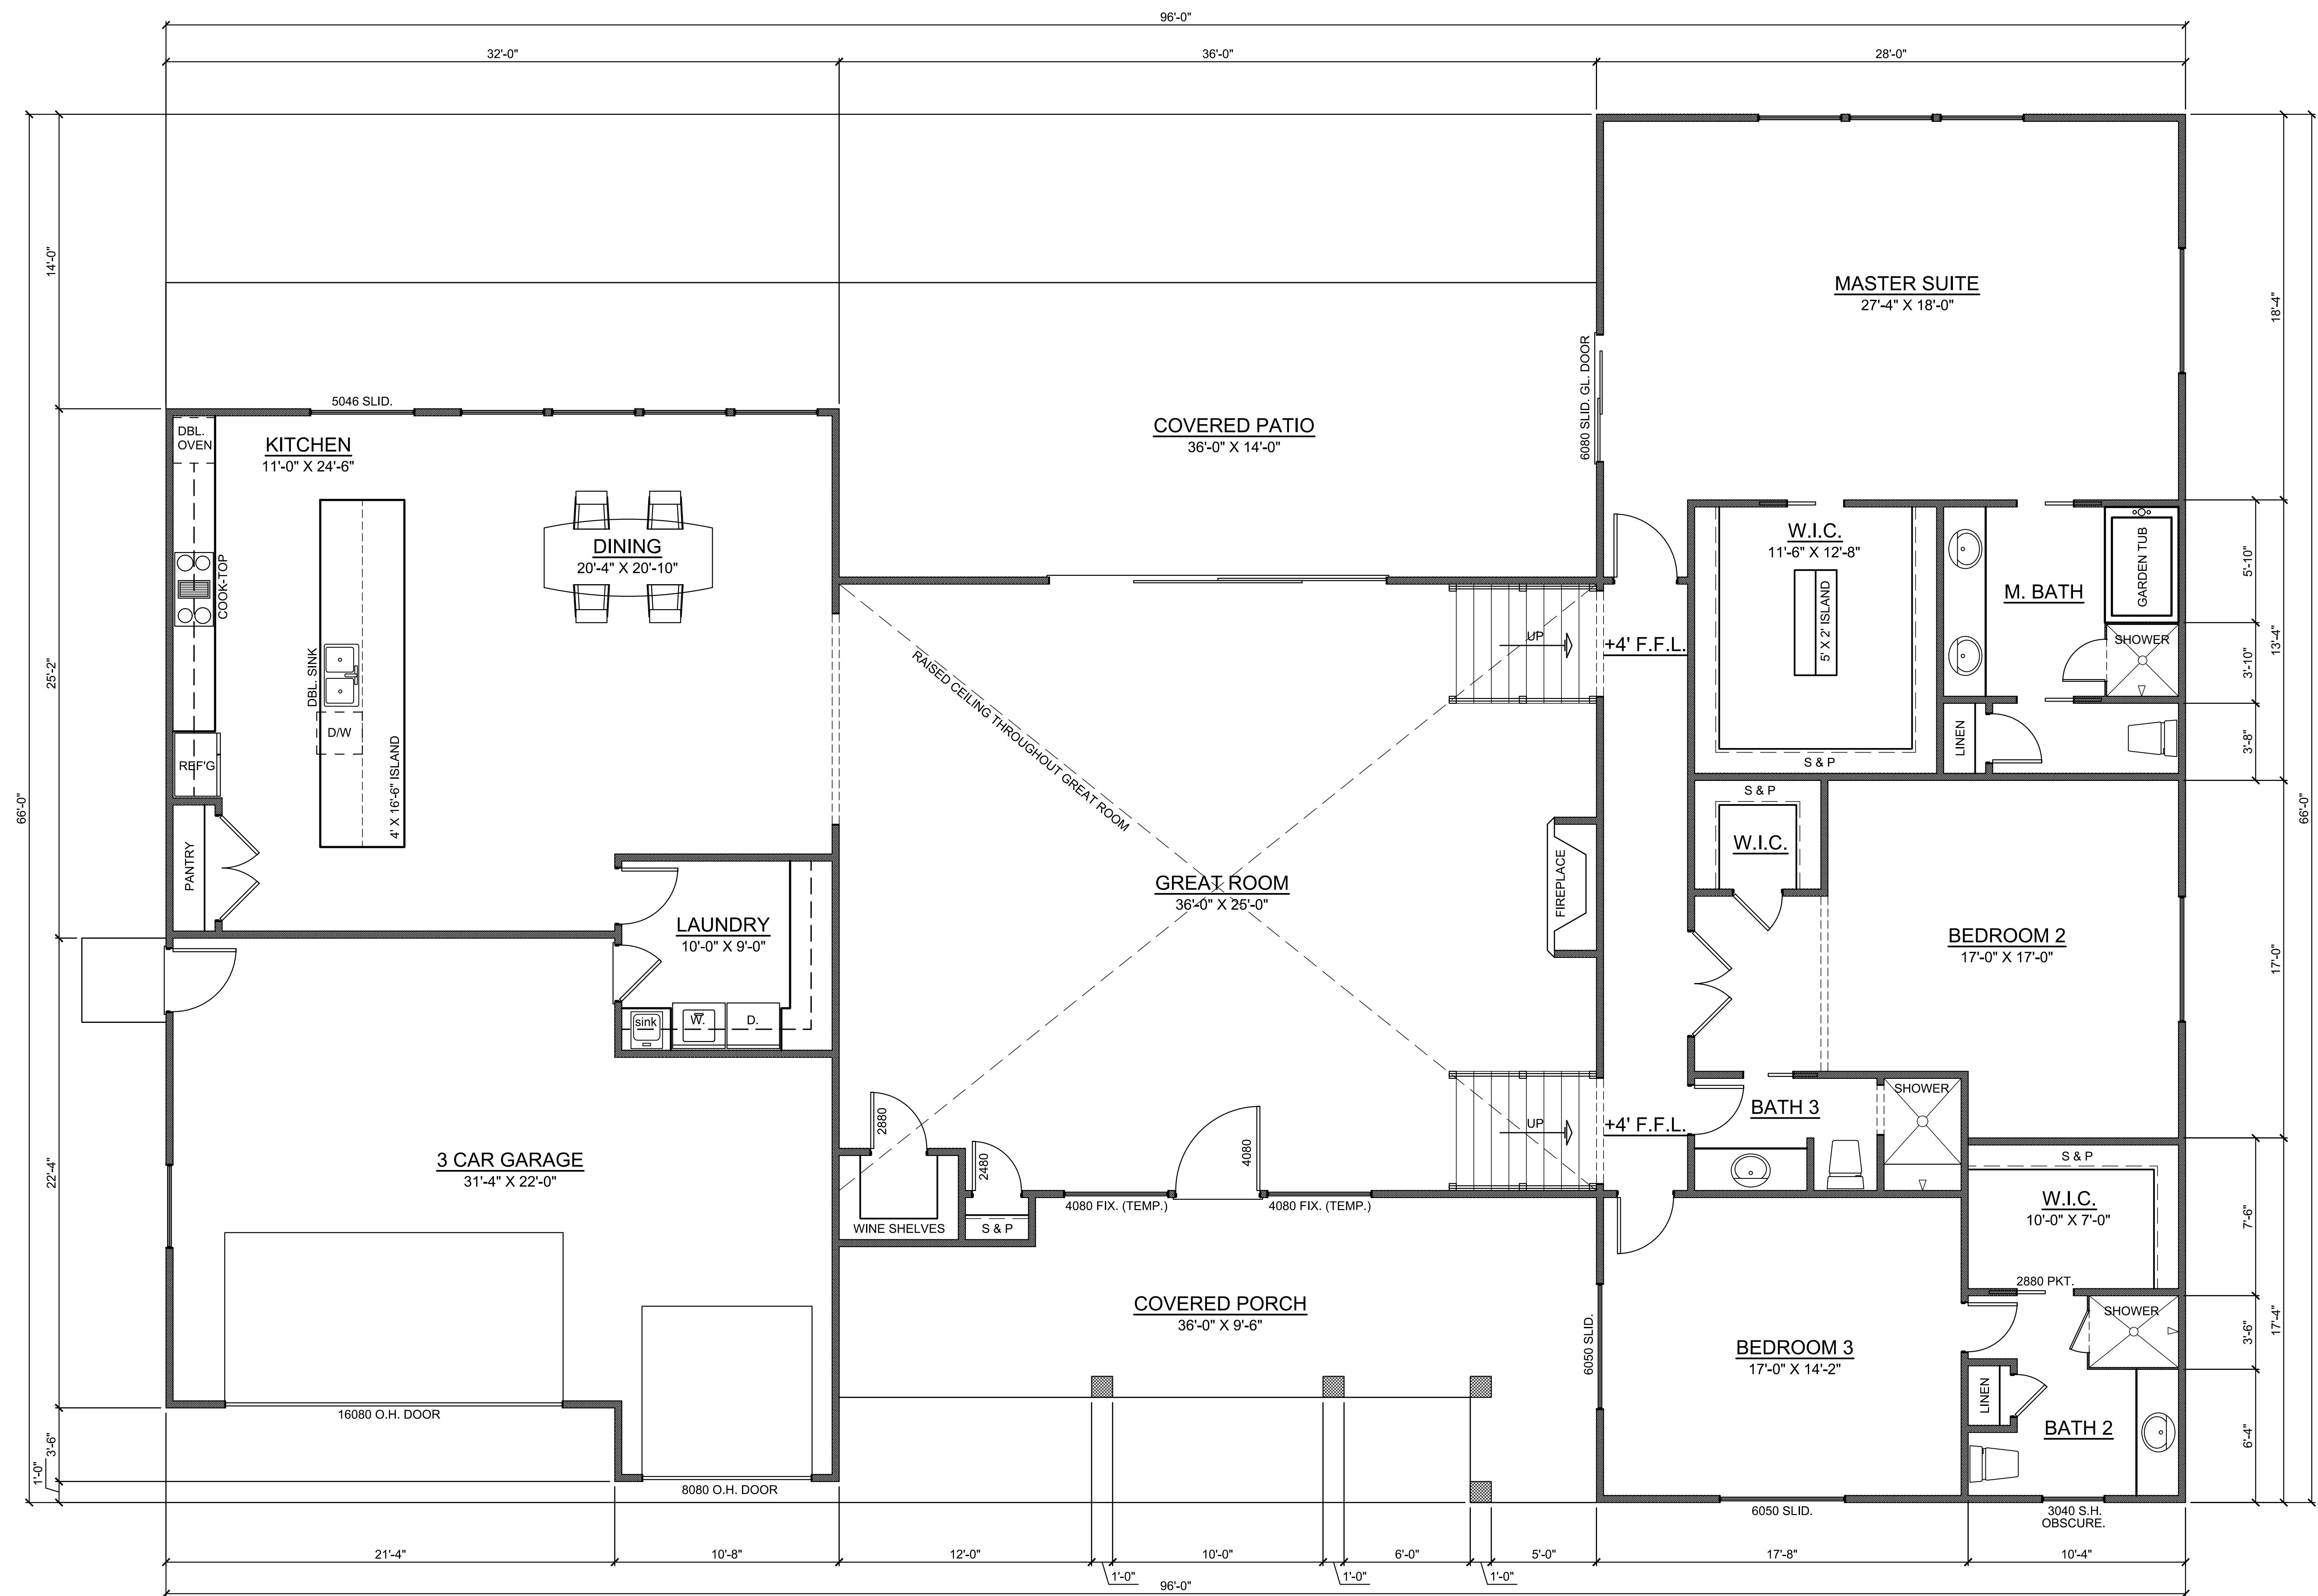 96'-0"
32'-0"
36'-0"
28'-0"
14'-0"
25'-2"
22'-4"
3'-6"
1'-0"
66'-0"
MASTER SUITE
27'-4" X 18'-0"
6080 SLID. GL. DOOR
COVERED PATIO
36'-0" X 14'-0"
5046 SLID.
DBL.
OVEN
KITCHEN
11'-0" X 24'-6"
COOK-TOP
DBL. SINK
D/W
4' X 16'-6" ISLAND
REF'G
PANTRY
DINING
20'-4" X 20'-10"
LAUNDRY
10'-0" X 9'-0"
sink
W.
D.
RAISED CEILING THROUGHOUT GREAT ROOM
GREAT ROOM
36'-0" X 25'-0"
FIREPLACE
UP
+4' F.F.L.
UP
+4' F.F.L.
W.I.C.
11'-6" X 12'-8"
5' X 2' ISLAND
S & P
M. BATH
GARDEN TUB
SHOWER
LINEN
S & P
W.I.C.
BEDROOM 2
17'-0" X 17'-0"
BATH 3
SHOWER
S & P
W.I.C.
10'-0" X 7'-0"
2880 PKT.
SHOWER
LINEN
BATH 2
3040 S.H.
OBSCURE.
BEDROOM 3
17'-0" X 14'-2"
6050 SLID.
6050 SLID.
3 CAR GARAGE
31'-4" X 22'-0"
16080 O.H. DOOR
8080 O.H. DOOR
2880
2480
4080
WINE SHELVES
S & P
4080 FIX. (TEMP.)
4080 FIX. (TEMP.)
COVERED PORCH
36'-0" X 9'-6"
18'-4"
5'-10"
3'-10"
13'-4"
3'-8"
17'-0"
66'-0"
7'-6"
3'-6"
17'-4"
6'-4"
21'-4"
10'-8"
12'-0"
1'-0"
10'-0"
1'-0"
6'-0"
1'-0"
5'-0"
17'-8"
10'-4"
96'-0"